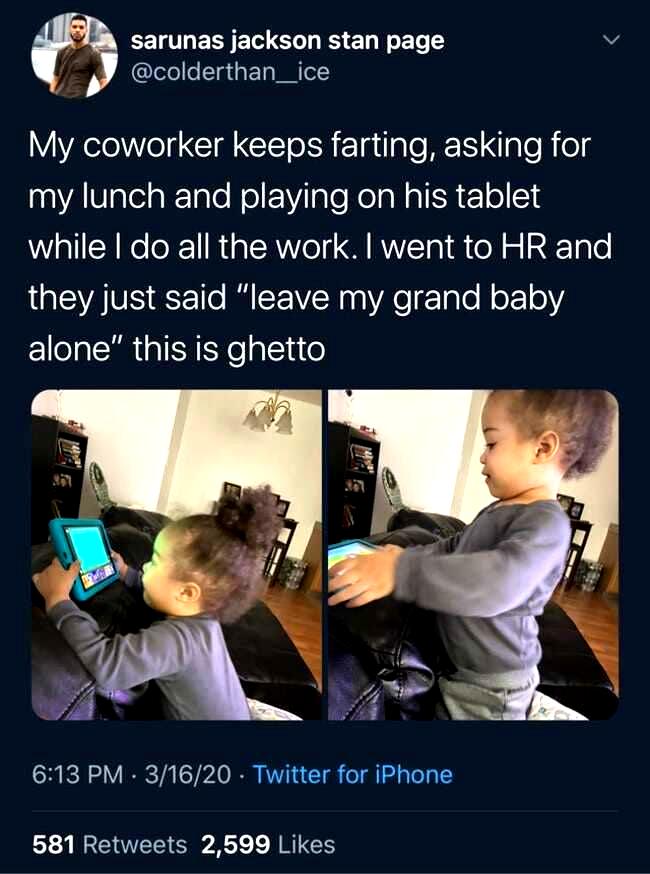 sarunas jackson stan page
@colderthan__ice
My coworker keeps farting, asking for
my lunch and playing on his tablet
while I do all the work. I went to HR and
they just said "leave my grand baby
alone" this is ghetto
6:13 PM · 3/16/20 · Twitter for iPhone
581 Retweets 2,599 Likes